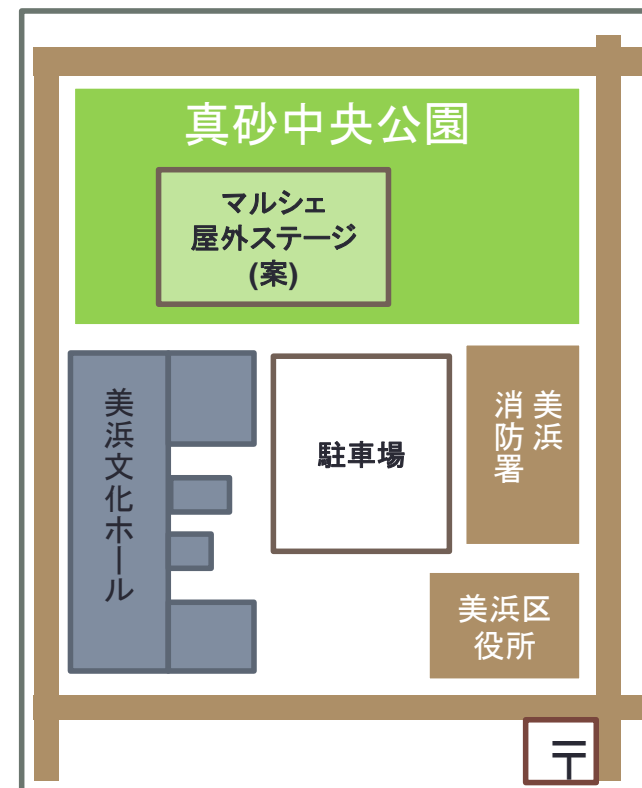 真砂中央公園
マルシェ
屋外ステージ
(案)
美浜文化ホール
駐車場
美浜
消防署
美浜区
役所
〒